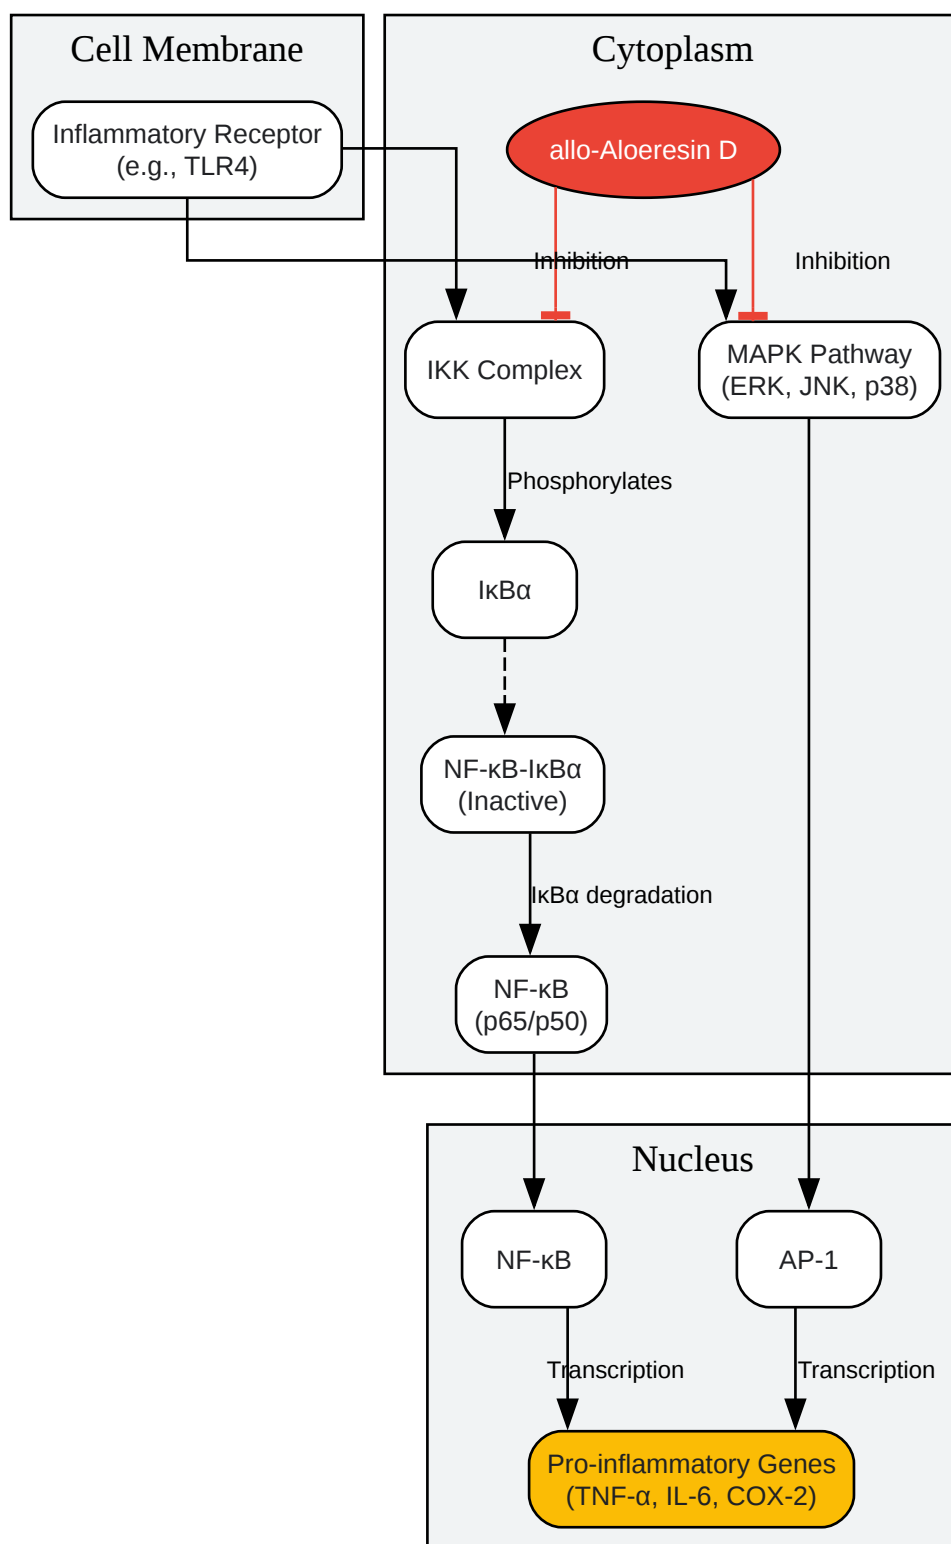 Cell Membrane
Cytoplasm
Inflammatory Receptor
(e.g., TLR4)
allo-Aloeresin D
Inhibition
Inhibition
IKK Complex
MAPK Pathway
(ERK, JNK, p38)
Phosphorylates
IκBα
NF-κB-IκBα
(Inactive)
IκBα degradation
NF-κB
(p65/p50)
Nucleus
NF-κB
AP-1
Transcription
Transcription
Pro-inflammatory Genes
(TNF-α, IL-6, COX-2)